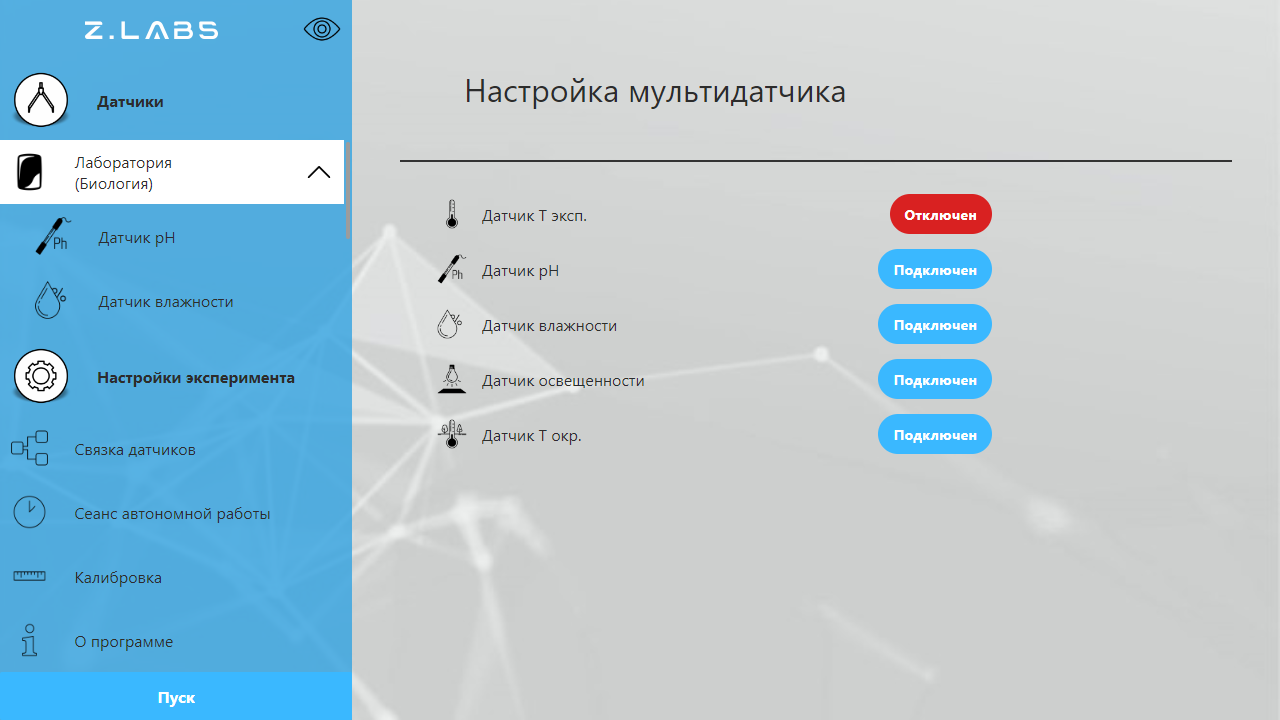 Z.LABS
Датчики
Лаборатория
(Биология)
Ph
Датчик pH
%
Датчик влажности
Настройки эксперимента
Связка датчиков
Сеанс автономной работы
Калибровка
О программе
Пуск
Настройка мультидатчика
Датчик Т эксп.
Отключен
Ph
Датчик pH
Подключен
%
Датчик влажности
Подключен
Датчик освещенности
Подключен
Датчик Т окр.
Подключен